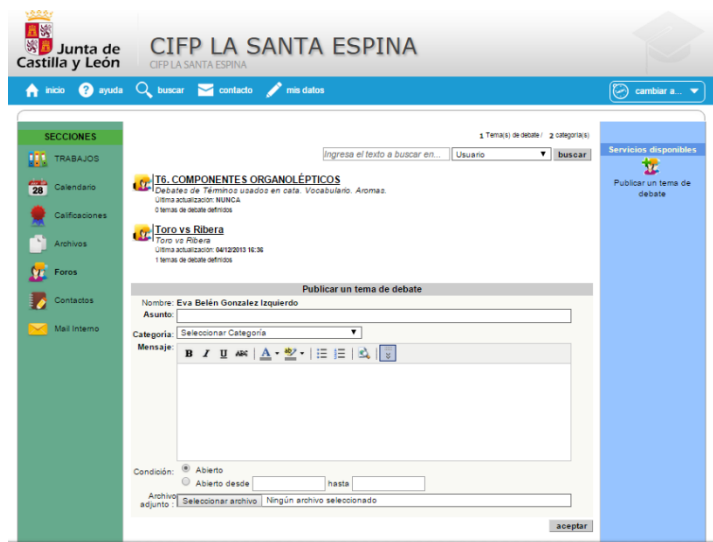 Junta de
Castilla y León
CIFP LA SANTA ESPINA
CIFP LA SANTA ESPINA
inicio ayuda buscar contacto mis datos cambiar a...
SECCIONES
TRABAJOS
28 Calendario
Calificaciones
Archivos
Foros
Contactos
Mail Interno
1 Tema(s) de debate / 2 categoría(s)
Ingresa el texto a buscar en... Usuario buscar
T6. COMPONENTES ORGANOLÉPTICOS
Debates de Términos usados en cata. Vocabulario. Aromas.
Última actualización: NUNCA
0 temas de debate definidos
Toro vs Ribera
Toro vs Ribera
Última actualización: 04/12/2013 16:36
1 temas de debate definidos
Publicar un tema de debate
Nombre: Eva Belén Gonzalez Izquierdo
Asunto:
Categoría: Seleccionar Categoría
Mensaje:
B I U ABC A ab
Condición: Abierto
Abierto desde hasta
Archivo adjunto : Seleccionar archivo Ningún archivo seleccionado
aceptar
Servicios disponibles
Publicar un tema de
debate